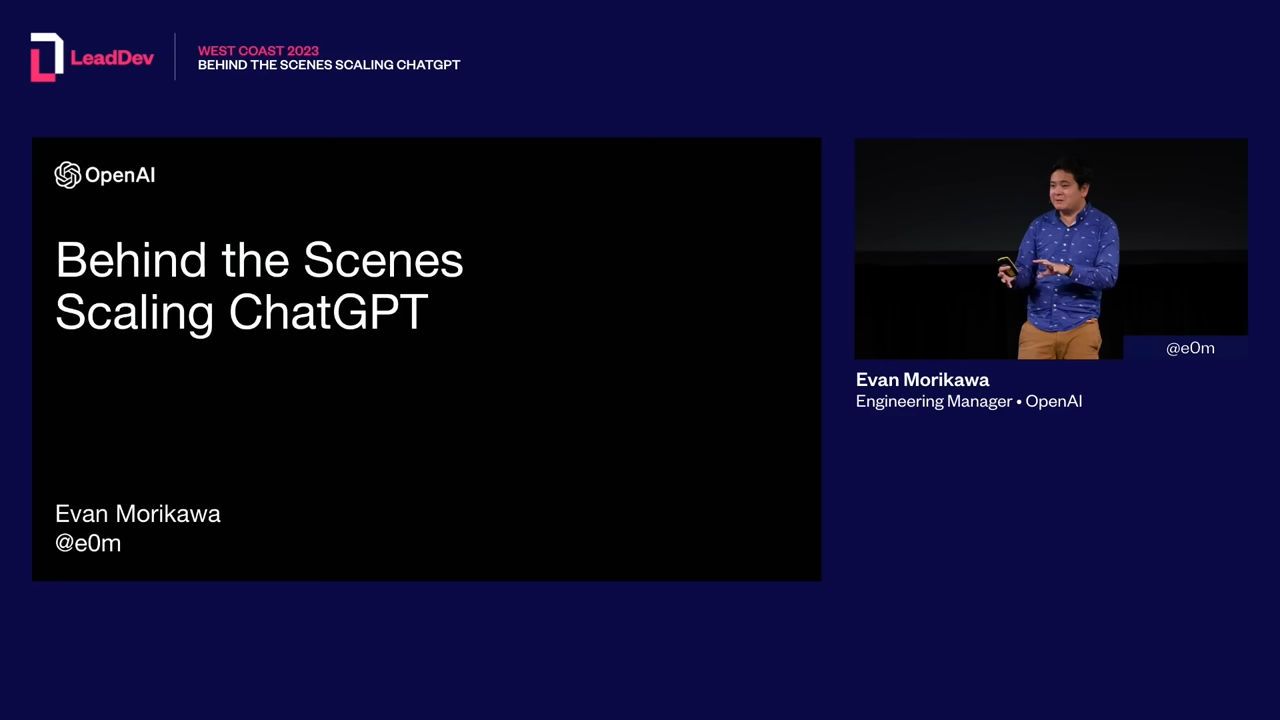 LeadDev
WEST COAST 2023
BEHIND THE SCENES SCALING CHATGPT
OpenAI
Behind the Scenes
Scaling ChatGPT
Evan Morikawa
@e0m
@e0m
Evan Morikawa
Engineering Manager • OpenAI